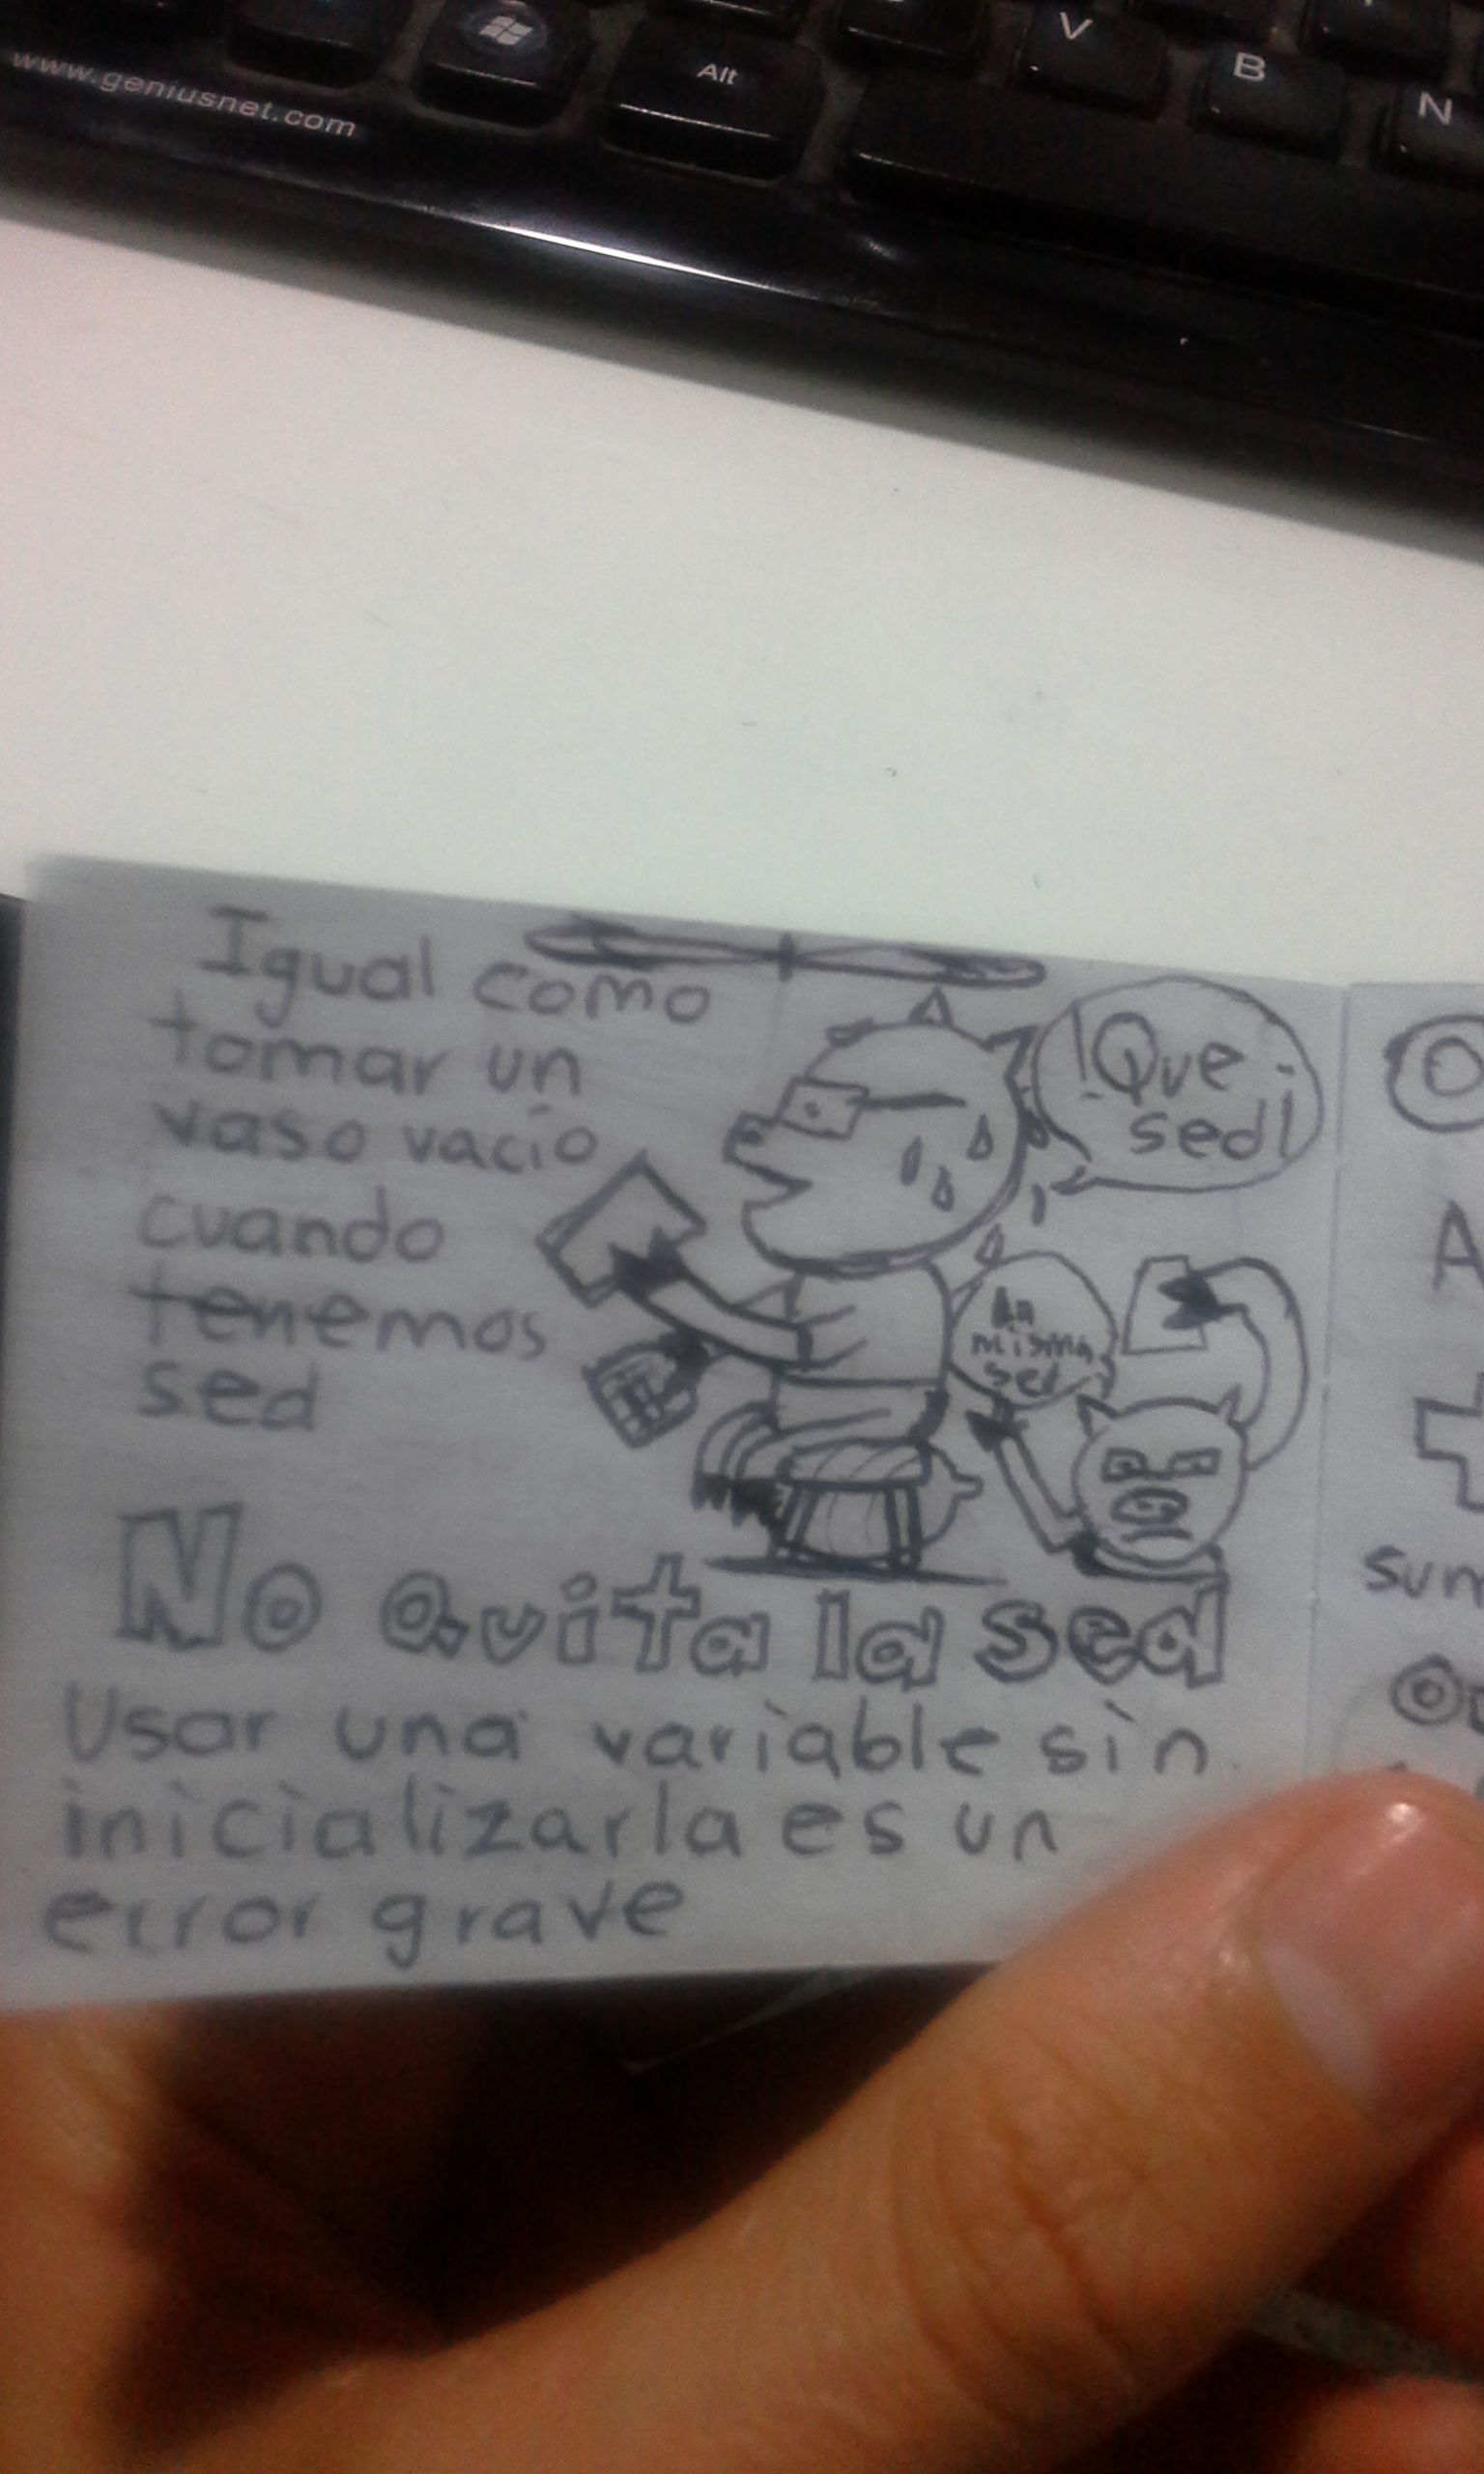 www.geniusnet.com
Alt
V
B
N
Igual como
tomar un
vaso vacío
cuando
tenemos
sed
¡Que
sed!
La
misma
sed
No quita la sed
Usar una variable sin
inicializarla es un
error grave
O
A
sum